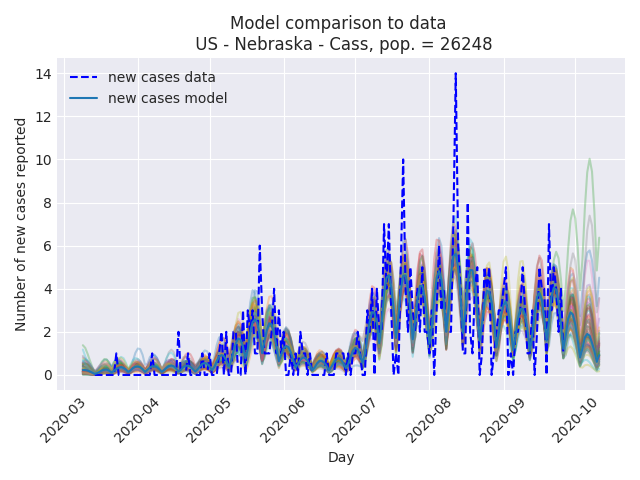 Model comparison to data
US - Nebraska - Cass, pop. = 26248
new cases data
new cases model
Number of new cases reported
14
12
10
8
6
4
2
0
2020-03
2020-04
2020-05
2020-06
2020-07
2020-08
2020-09
2020-10
Day